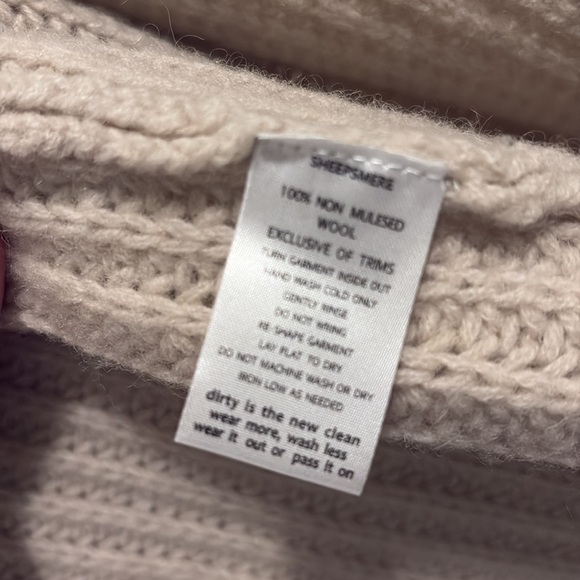 SHEEPSMERE
100% NON MULESED
WOOL
EXCLUSIVE OF TRIMS
TURN GARMENT INSIDE OUT
HAND WASH COLD ONLY
GENTLY RINSE
DO NOT WRING
RE-SHAPE GARMENT
LAY FLAT TO DRY
DO NOT MACHINE WASH OR DRY
IRON LOW AS NEEDED
dirty is the new clean
wear more, wash less
wear it out or pass it on